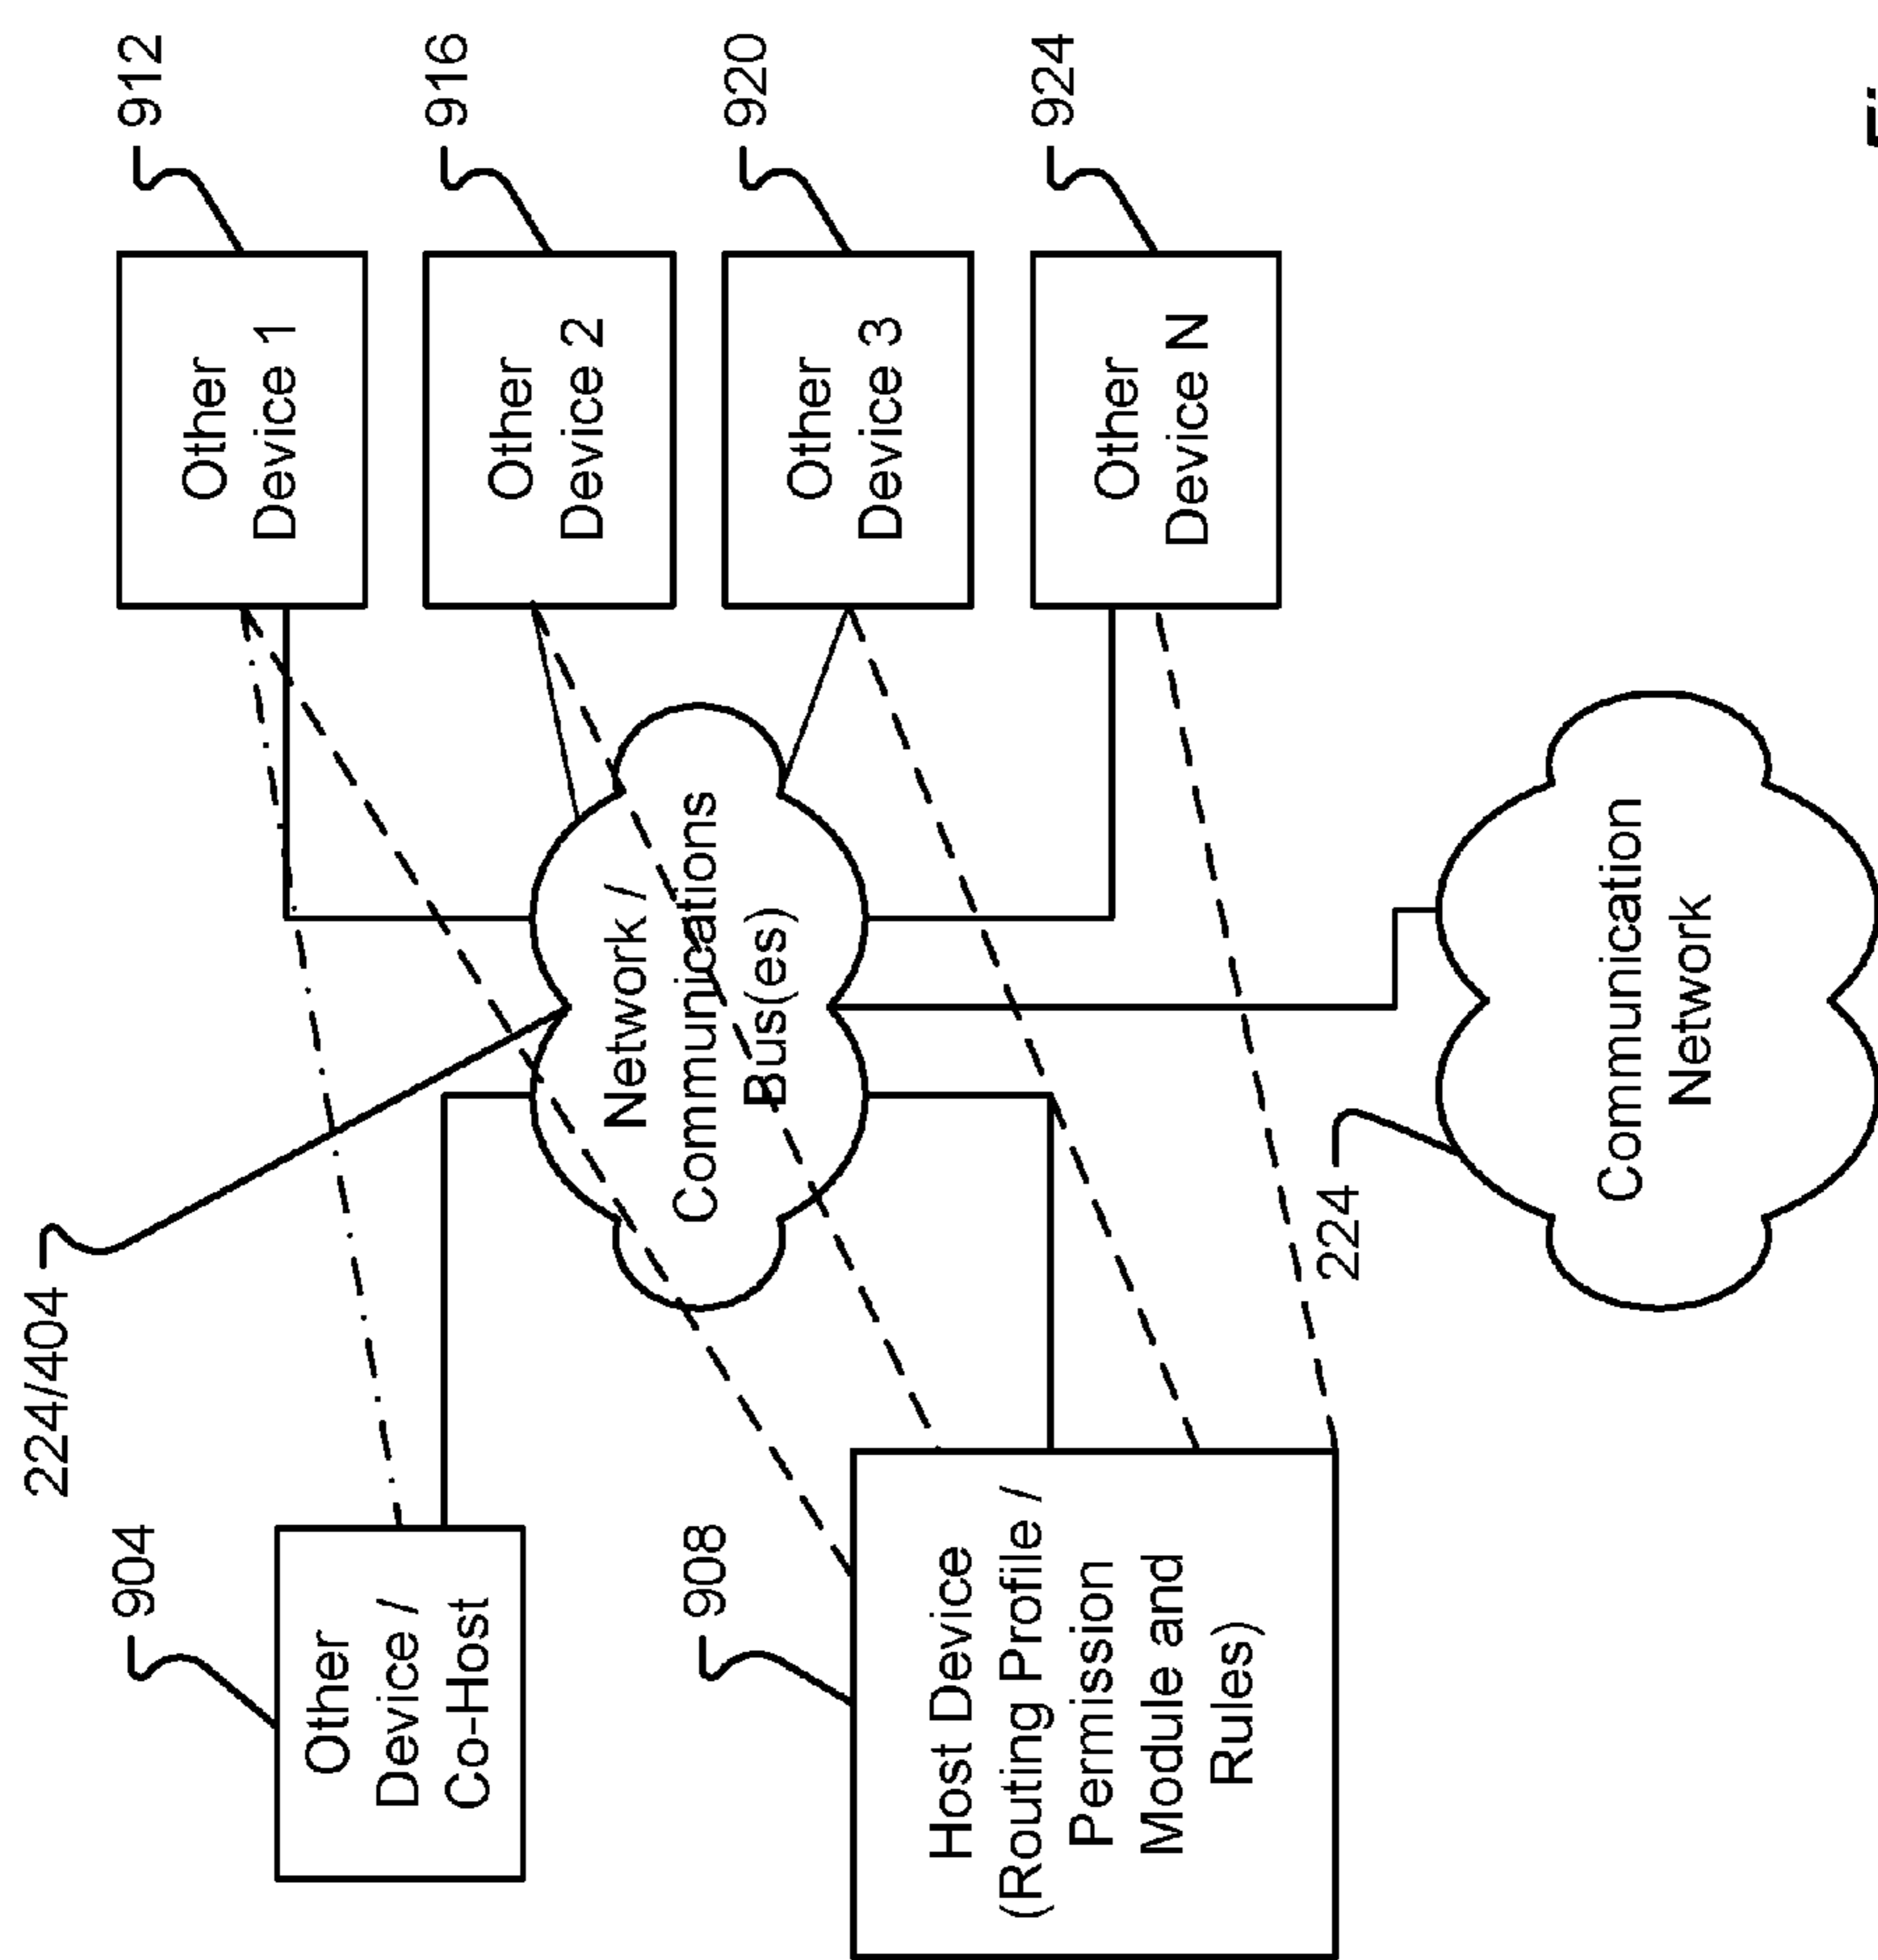 224/404
904
Other
Device /
Co-Host
908
Host Device
(Routing Profile /
Permission
Module and
Rules)
Network /
Communications
Bus(es)
224
Communication
Network
912
Other
Device 1
916
Other
Device 2
920
Other
Device 3
924
Other
Device N